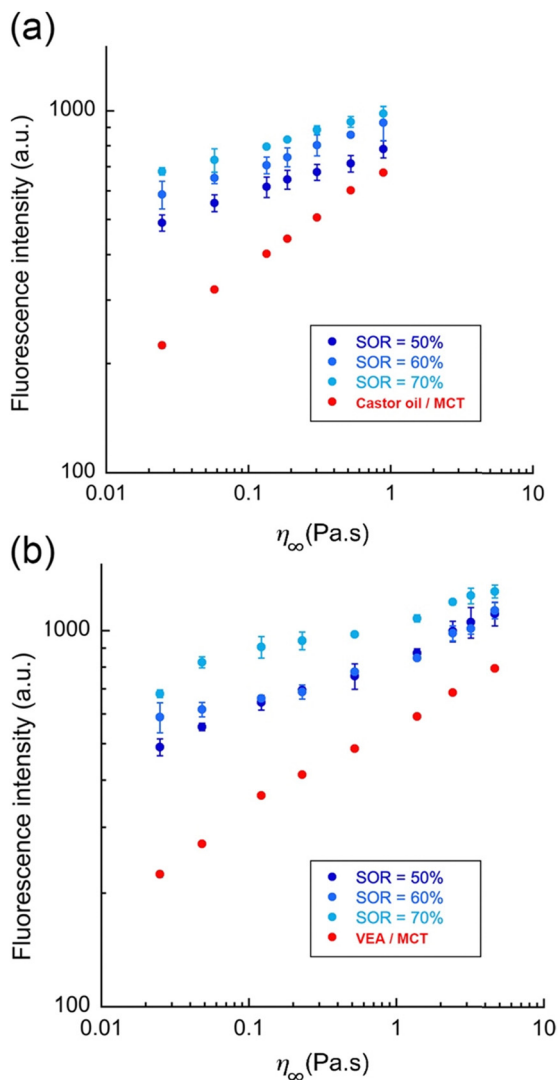 (a)
Fluorescence intensity (a.u.)
1000
100
SOR = 50%
SOR = 60%
SOR = 70%
Castor oil / MCT
0.01 0.1 1 10
η∞(Pa.s)
(b)
Fluorescence intensity (a.u.)
1000
100
SOR = 50%
SOR = 60%
SOR = 70%
VEA / MCT
0.01 0.1 1 10
η∞(Pa.s)